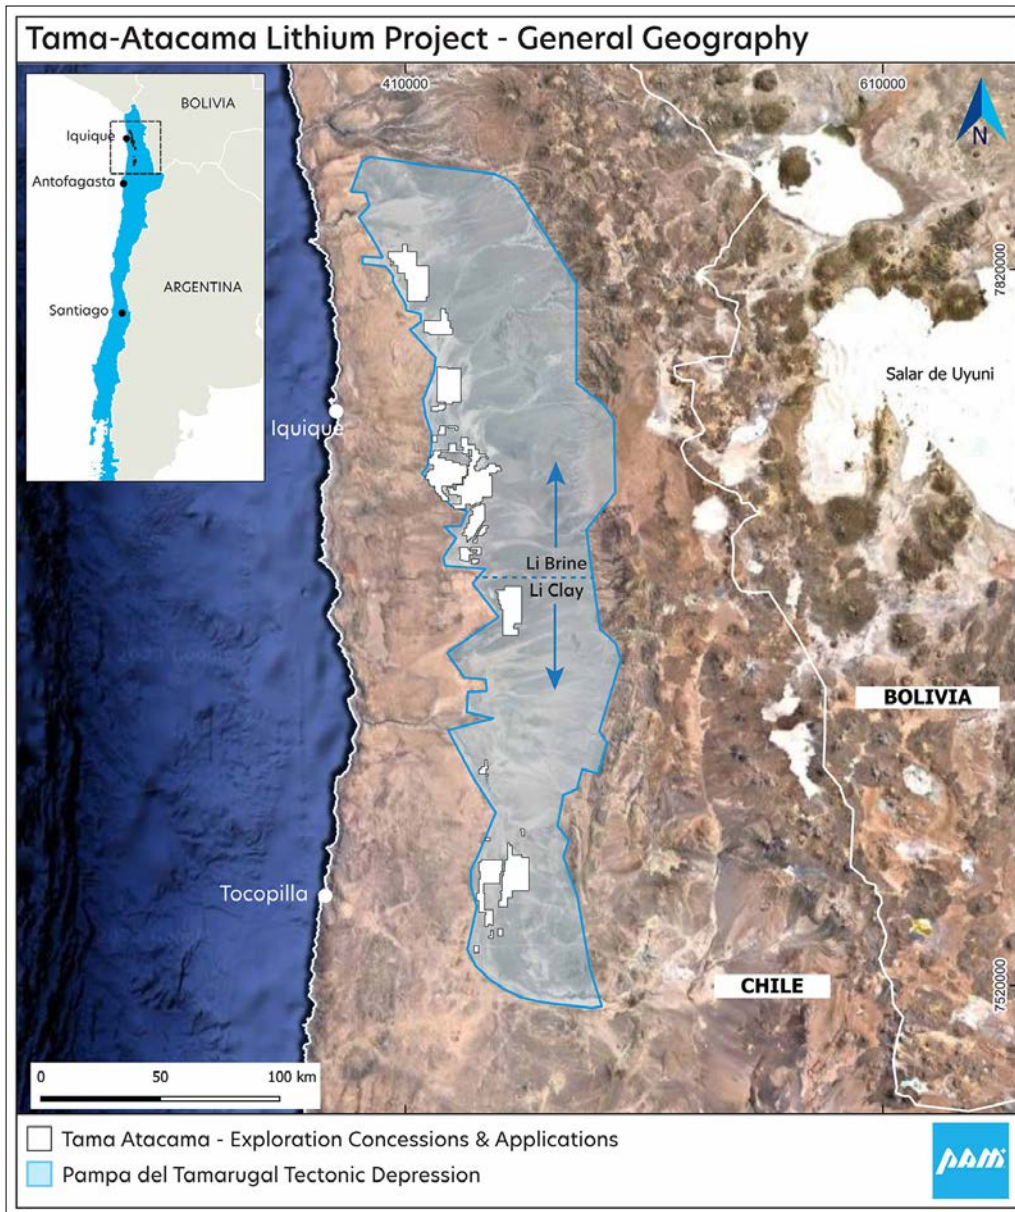 Tama-Atacama Lithium Project - General Geography
410000
610000
N
BOLIVIA
Iquique
Antofagasta
ARGENTINA
Santiago
7820000
Salar de Uyuni
Iquique
Li Brine
Li Clay
BOLIVIA
Tocopilla
CHILE
7520000
0 50 100 km
Tama Atacama - Exploration Concessions & Applications
Pampa del Tamarugal Tectonic Depression
PAM